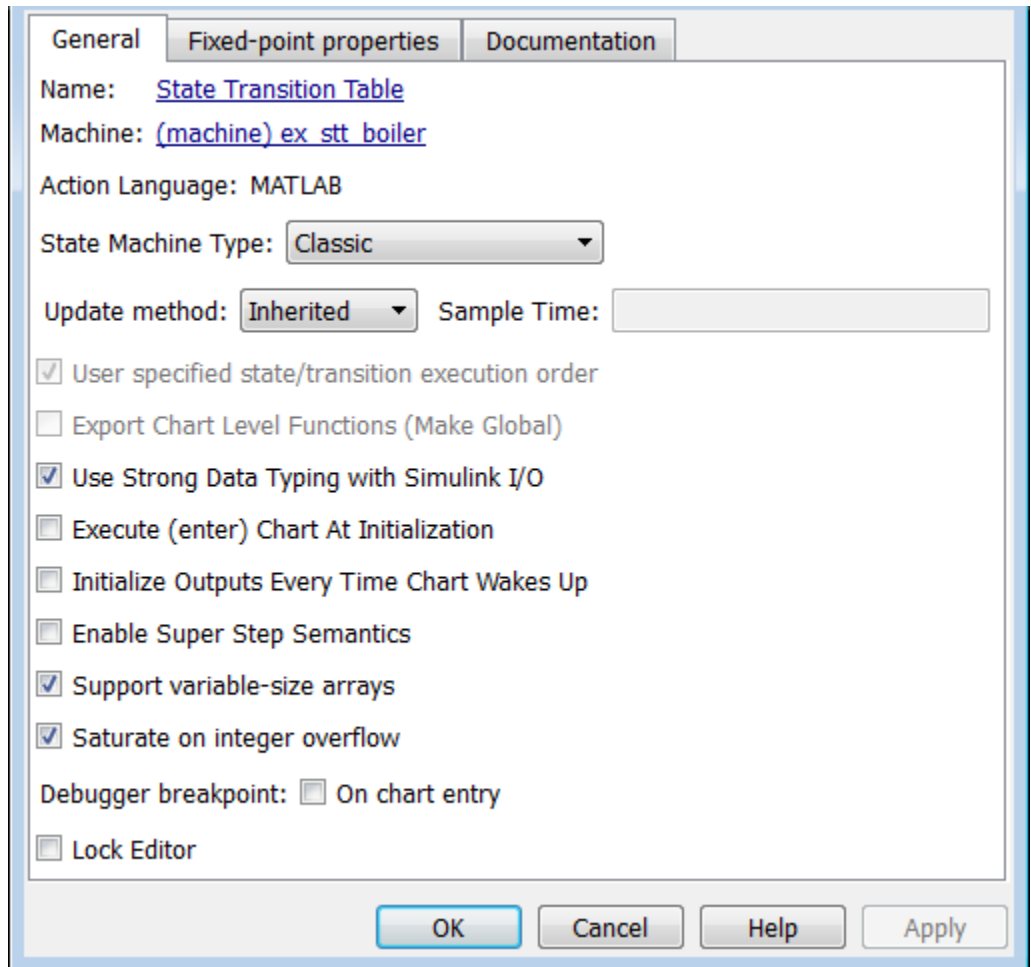 General Fixed-point properties Documentation
Name: State Transition Table
Machine: (machine) ex_stt_boiler
Action Language: MATLAB
State Machine Type: Classic
Update method: Inherited Sample Time:
User specified state/transition execution order
Export Chart Level Functions (Make Global)
Use Strong Data Typing with Simulink I/O
Execute (enter) Chart At Initialization
Initialize Outputs Every Time Chart Wakes Up
Enable Super Step Semantics
Support variable-size arrays
Saturate on integer overflow
Debugger breakpoint: On chart entry
Lock Editor
OK Cancel Help Apply